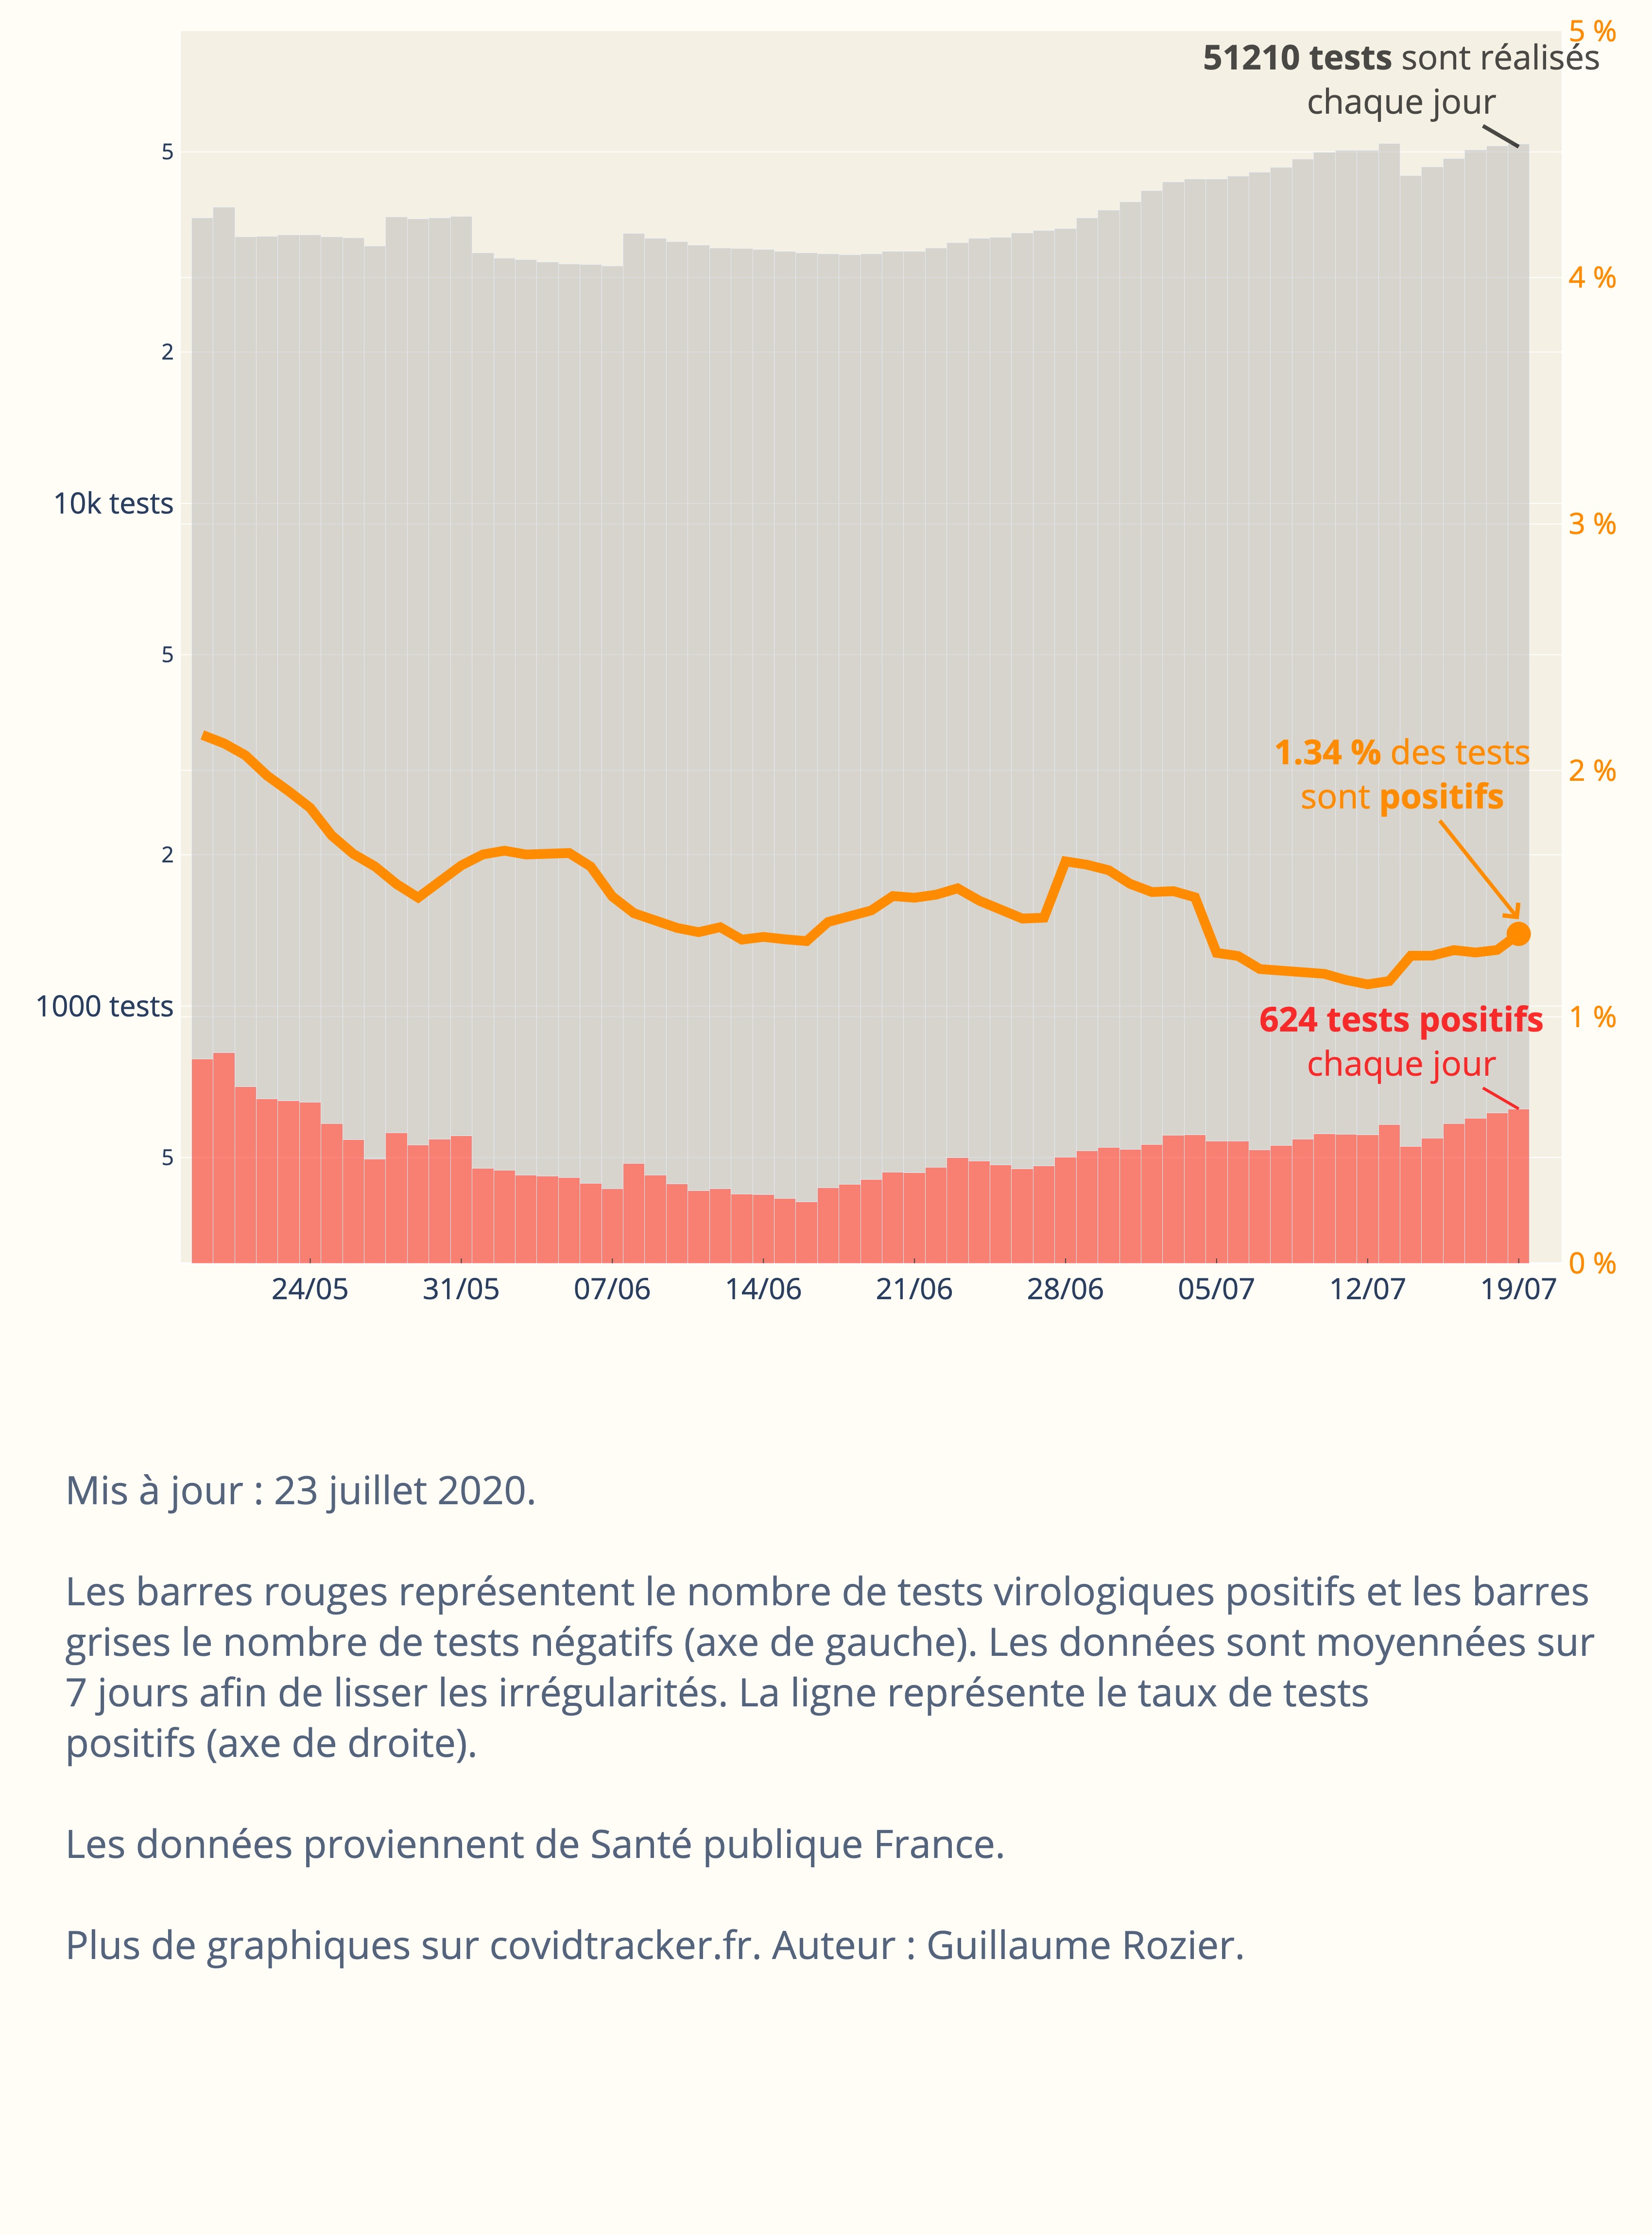 5 %
51210 tests sont réalisés
chaque jour
5
4 %
2
10k tests
3 %
5
1.34 % des tests
sont positifs
2 %
2
1000 tests
624 tests positifs
1 %
chaque jour
5
0 %
24/05 31/05 07/06 14/06 21/06 28/06 05/07 12/07 19/07
Mis à jour : 23 juillet 2020.
Les barres rouges représentent le nombre de tests virologiques positifs et les barres
grises le nombre de tests négatifs (axe de gauche). Les données sont moyennées sur
7 jours afin de lisser les irrégularités. La ligne représente le taux de tests
positifs (axe de droite).
Les données proviennent de Santé publique France.
Plus de graphiques sur covidtracker.fr. Auteur : Guillaume Rozier.